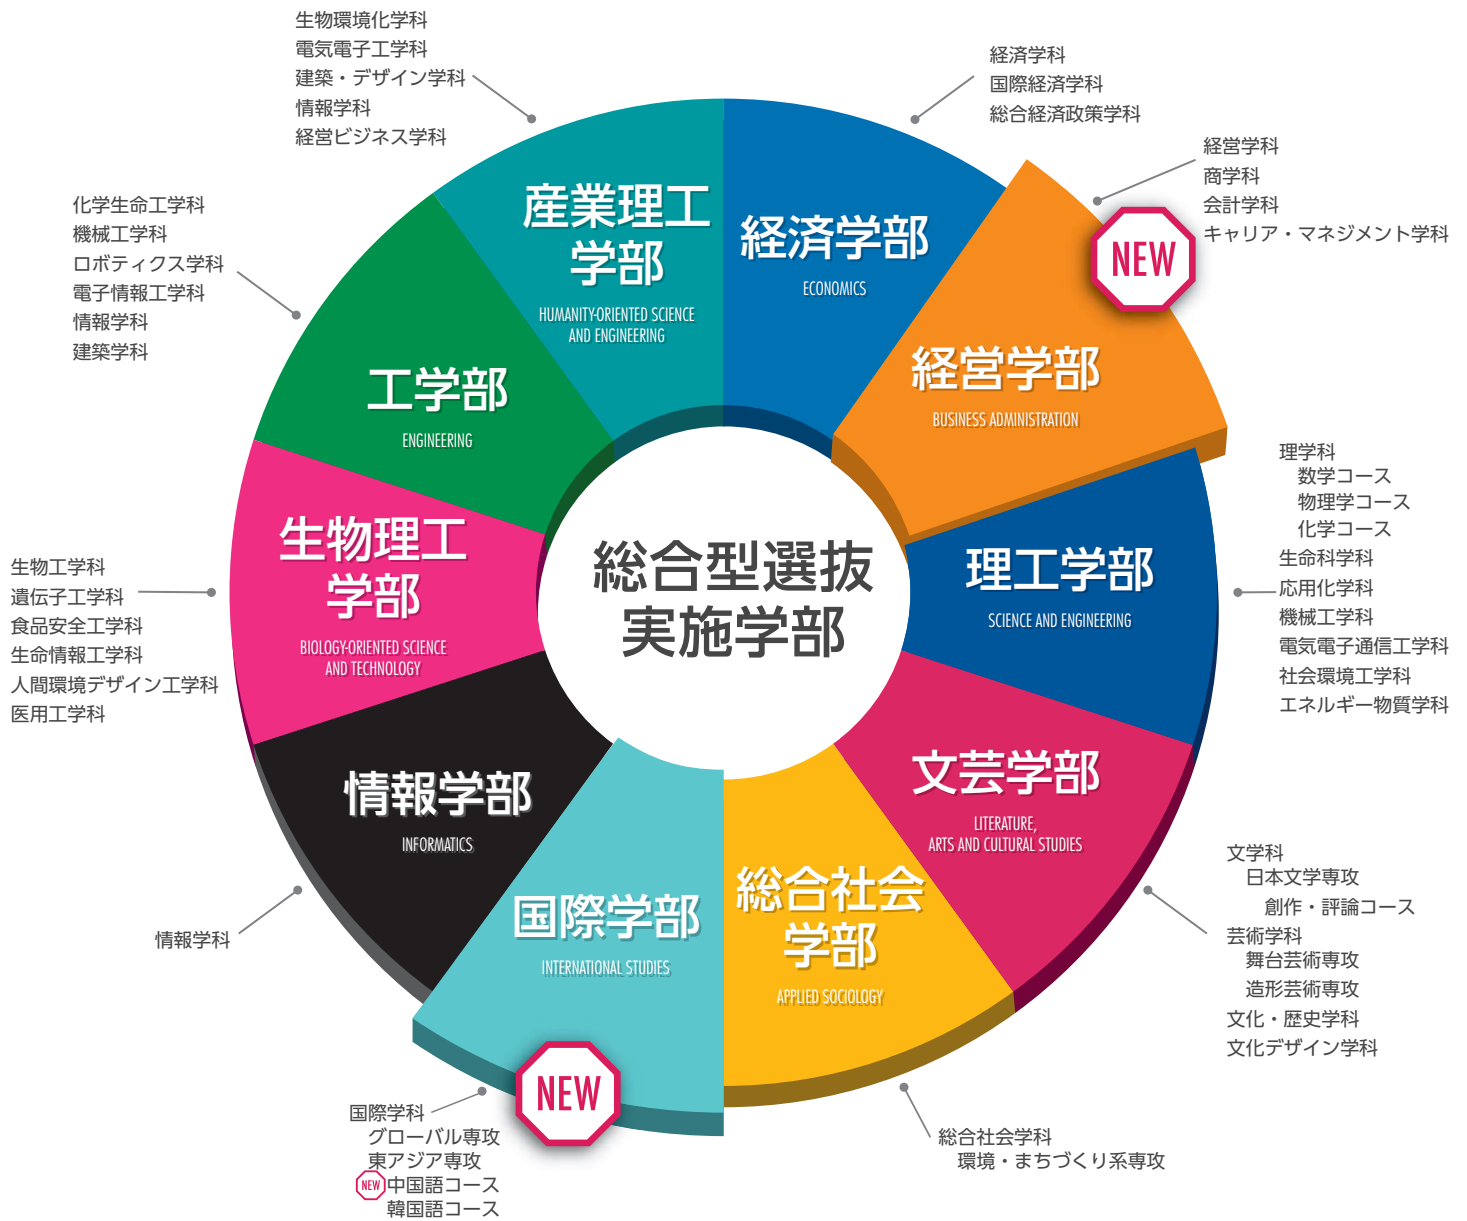 総合型選抜
実施学部
経済学部
ECONOMICS
経済学科
国際経済学科
総合経済政策学科
経営学部
BUSINESS ADMINISTRATION
NEW
経営学科
商学科
会計学科
キャリア・マネジメント学科
理工学部
SCIENCE AND ENGINEERING
理学科
数学コース
物理学コース
化学コース
生命科学科
応用化学科
機械工学科
電気電子通信工学科
社会環境工学科
エネルギー物質学科
文芸学部
LITERATURE,
ARTS AND CULTURAL STUDIES
文学科
日本文学専攻
創作・評論コース
芸術学科
舞台芸術専攻
造形芸術専攻
文化・歴史学科
文化デザイン学科
総合社会
学部
APPLIED SOCIOLOGY
総合社会学科
環境・まちづくり系専攻
国際学部
INTERNATIONAL STUDIES
NEW
国際学科
グローバル専攻
東アジア専攻
NEW 中国語コース
韓国語コース
情報学部
INFORMATICS
情報学科
生物理工
学部
BIOLOGY-ORIENTED SCIENCE
AND TECHNOLOGY
生物工学科
遺伝子工学科
食品安全工学科
生命情報工学科
人間環境デザイン工学科
医用工学科
工学部
ENGINEERING
化学生命工学科
機械工学科
ロボティクス学科
電子情報工学科
情報学科
建築学科
産業理工
学部
HUMANITY-ORIENTED SCIENCE
AND ENGINEERING
生物環境化学科
電気電子工学科
建築・デザイン学科
情報学科
経営ビジネス学科